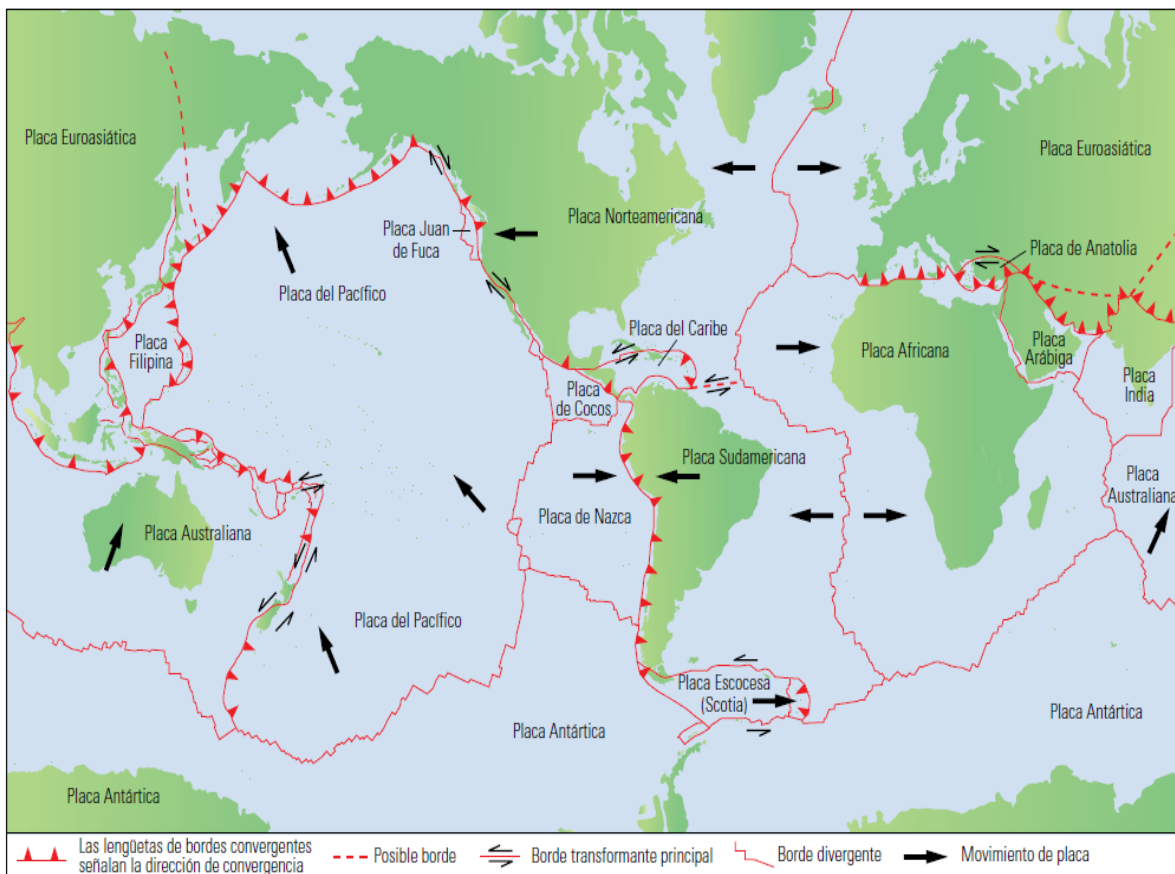 Placa Euroasiática
Placa Euroasiática
Placa Norteamericana
Placa Juan
de Fuca
Placa de Anatolia
Placa del Pacífico
Placa del Caribe
Placa
Filipina
Placa Africana
Placa
Arábiga
Placa
India
Placa
de Cocos
Placa Sudamericana
Placa
Australiana
Placa Australiana
Placa de Nazca
Placa del Pacífico
Placa Escocesa
(Scotia)
Placa Antártica
Placa Antártica
Placa Antártica
Las lengüetas de bordes convergentes
señalan la dirección de convergencia
Posible borde
Borde transformante principal
Borde divergente
Movimiento de placa